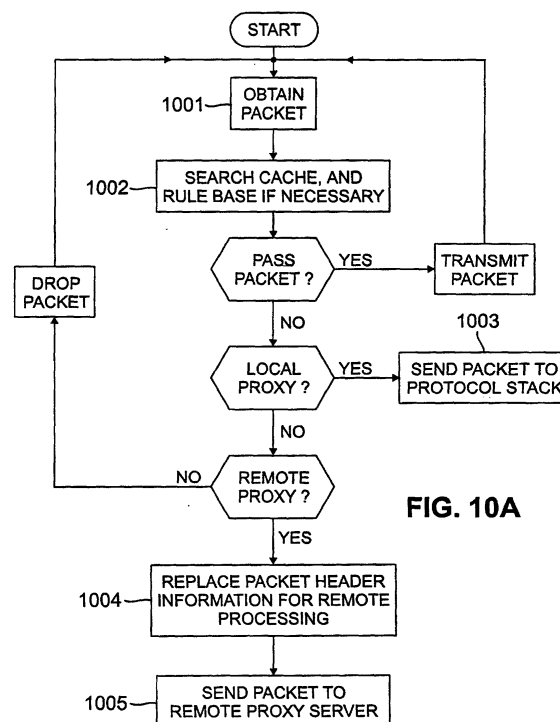 START
1001
OBTAIN
PACKET
1002
SEARCH CACHE, AND
RULE BASE IF NECESSARY
PASS
PACKET ?
YES
TRANSMIT
PACKET
DROP
PACKET
NO
1003
LOCAL
PROXY ?
YES
SEND PACKET TO
PROTOCOL STACK
NO
NO
REMOTE
PROXY ?
FIG. 10A
YES
1004
REPLACE PACKET HEADER
INFORMATION FOR REMOTE
PROCESSING
1005
SEND PACKET TO
REMOTE PROXY SERVER